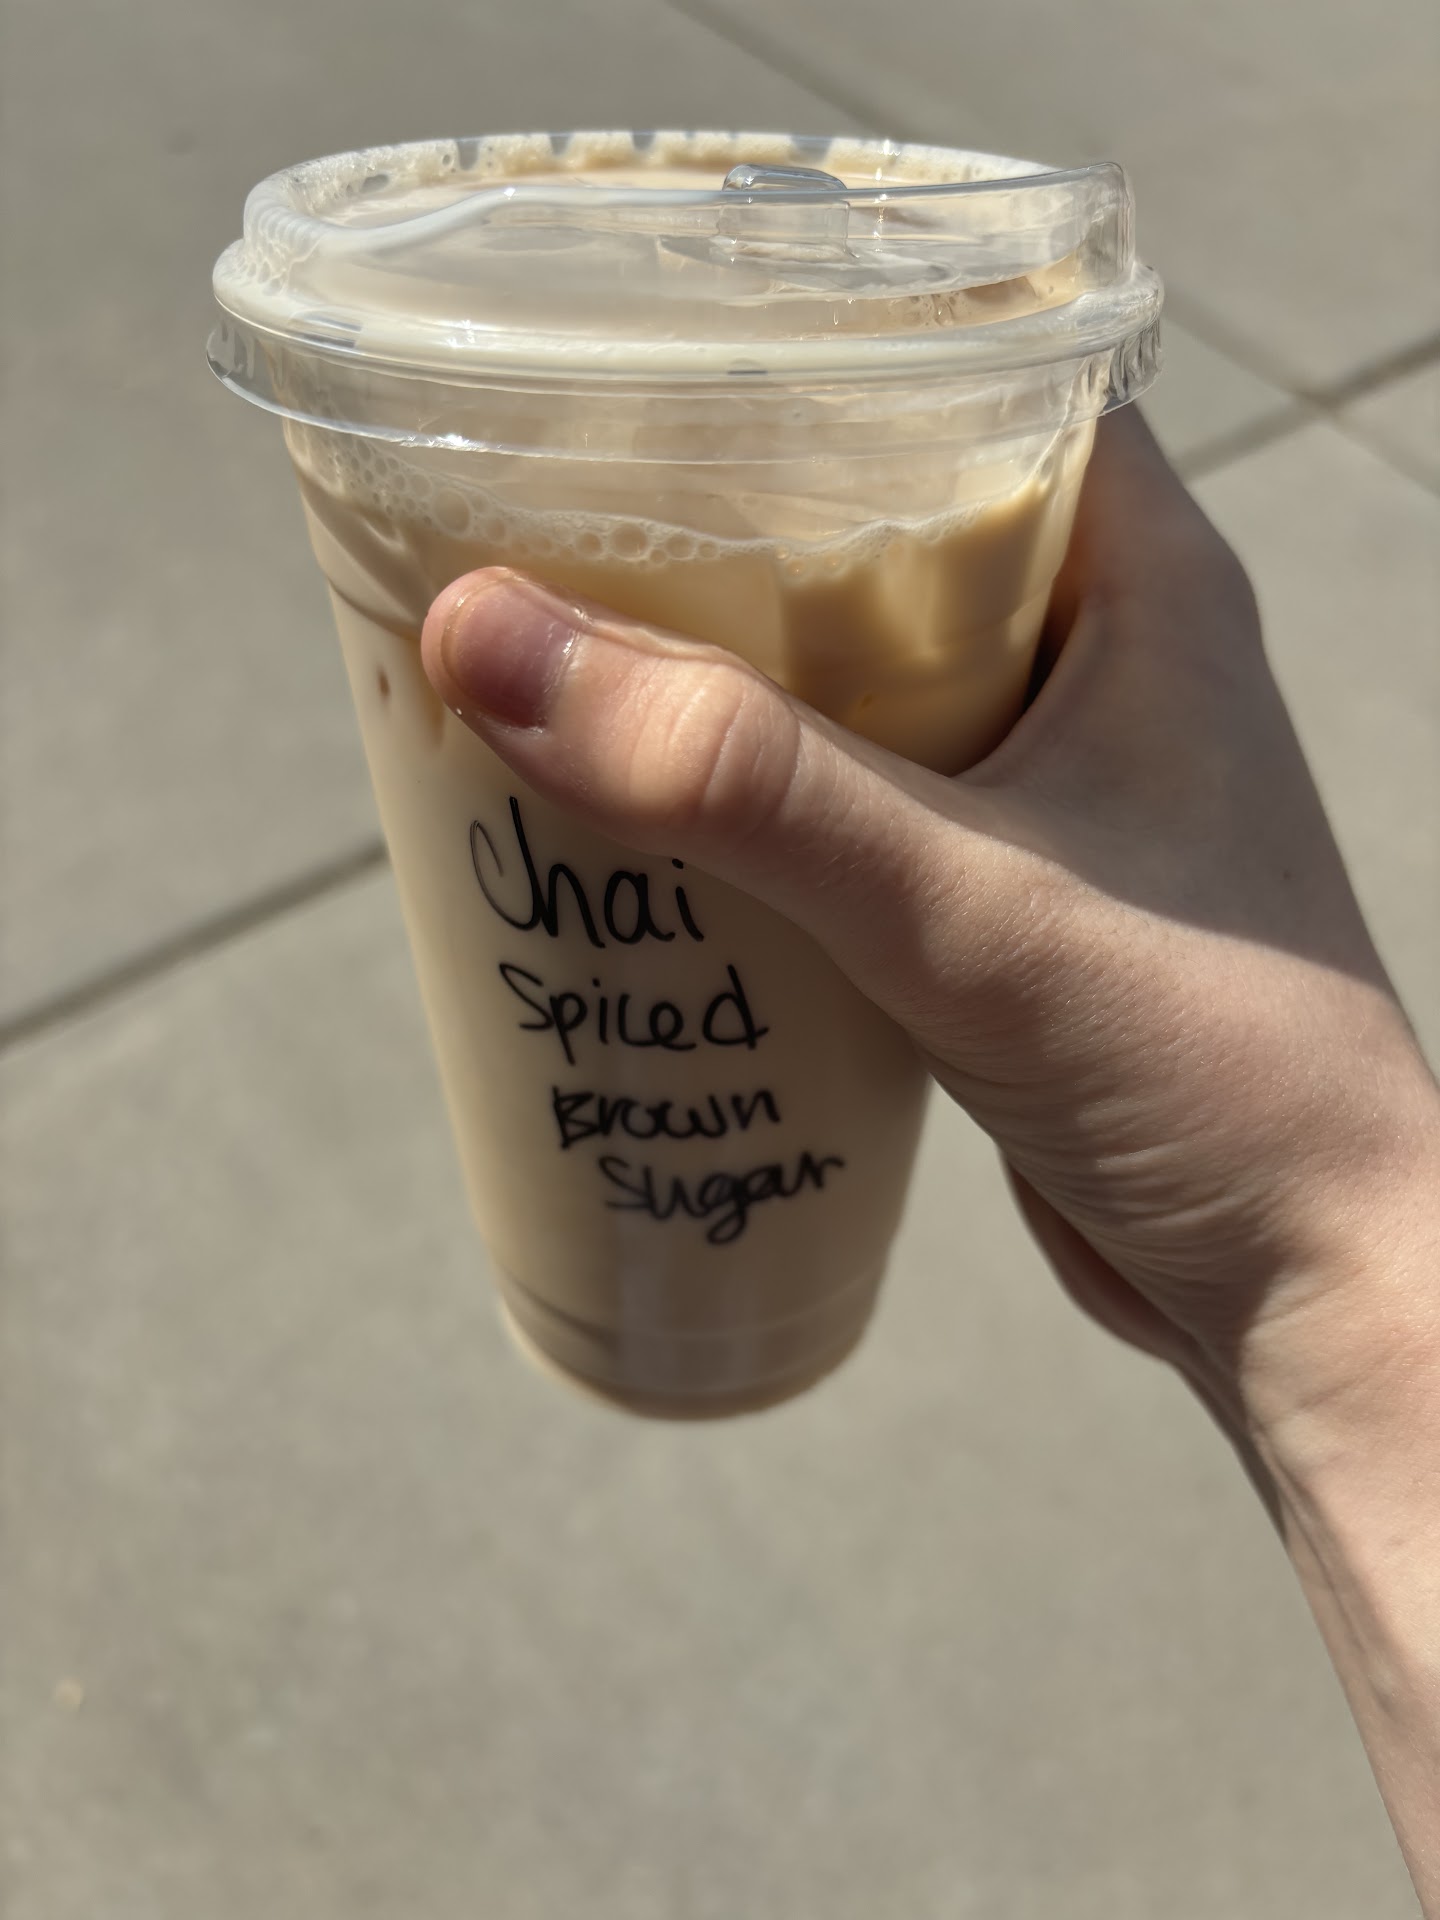 Chai
Spiced
Brown
Sugar